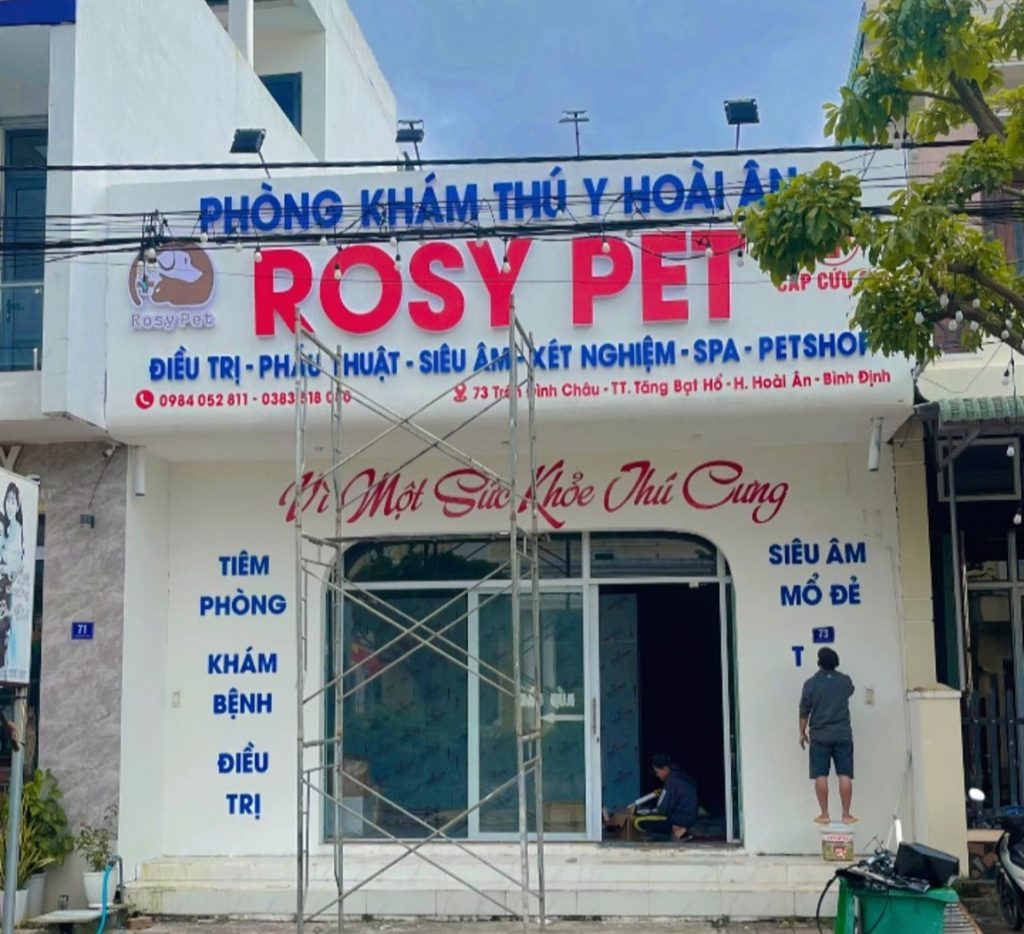 PHÒNG KHÁM THÚ Y HOÀI ÂN
Rosy Pet
ROSY PET
CẤP CỨU
ĐIỀU TRỊ - PHẪU THUẬT - SIÊU ÂM - XÉT NGHIỆM - SPA - PETSHOP
0984 052 811 - 0383
73 Trần Đình Châu - TT. Tăng Bạt Hổ - H. Hoài Ân - Bình Định
Vì Một Sức Khỏe Thú Cưng
TIÊM
PHÒNG
KHÁM
BỆNH
ĐIỀU
TRỊ
SIÊU ÂM
MỔ ĐẺ
T
71
73